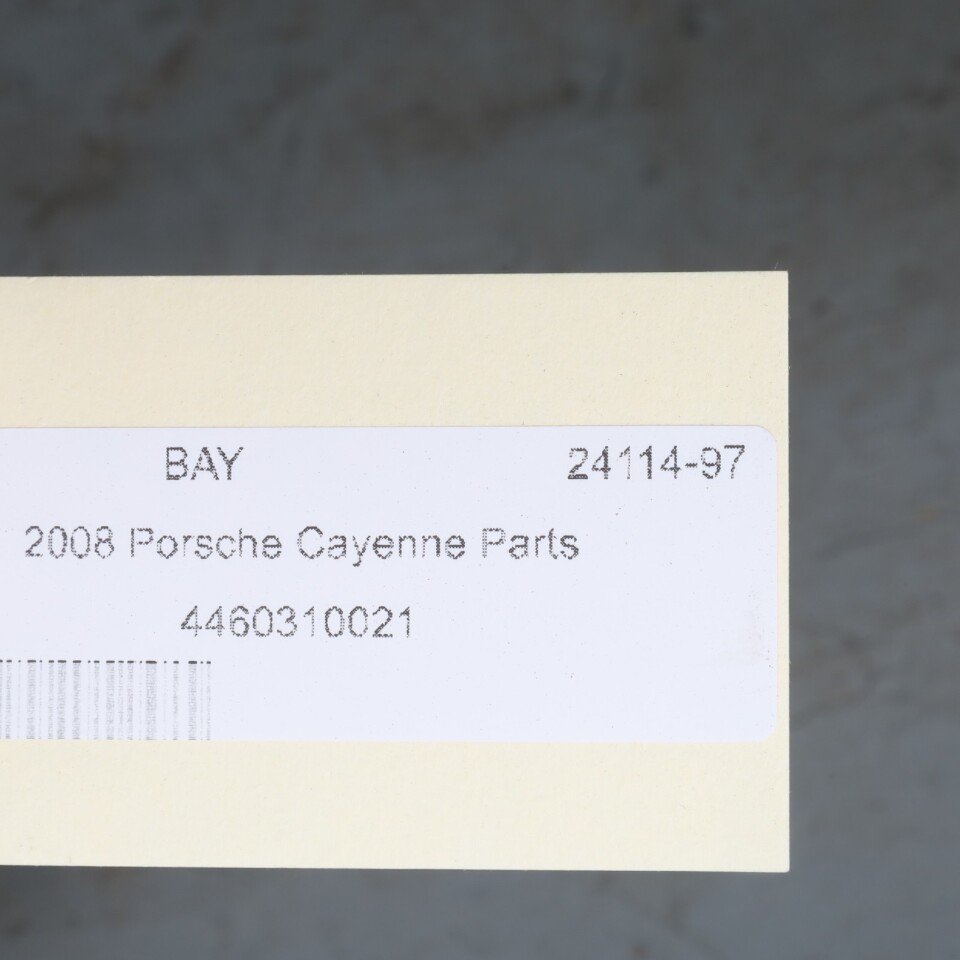 BAY 24114-97
2008 Porsche Cayenne Parts
4460310021